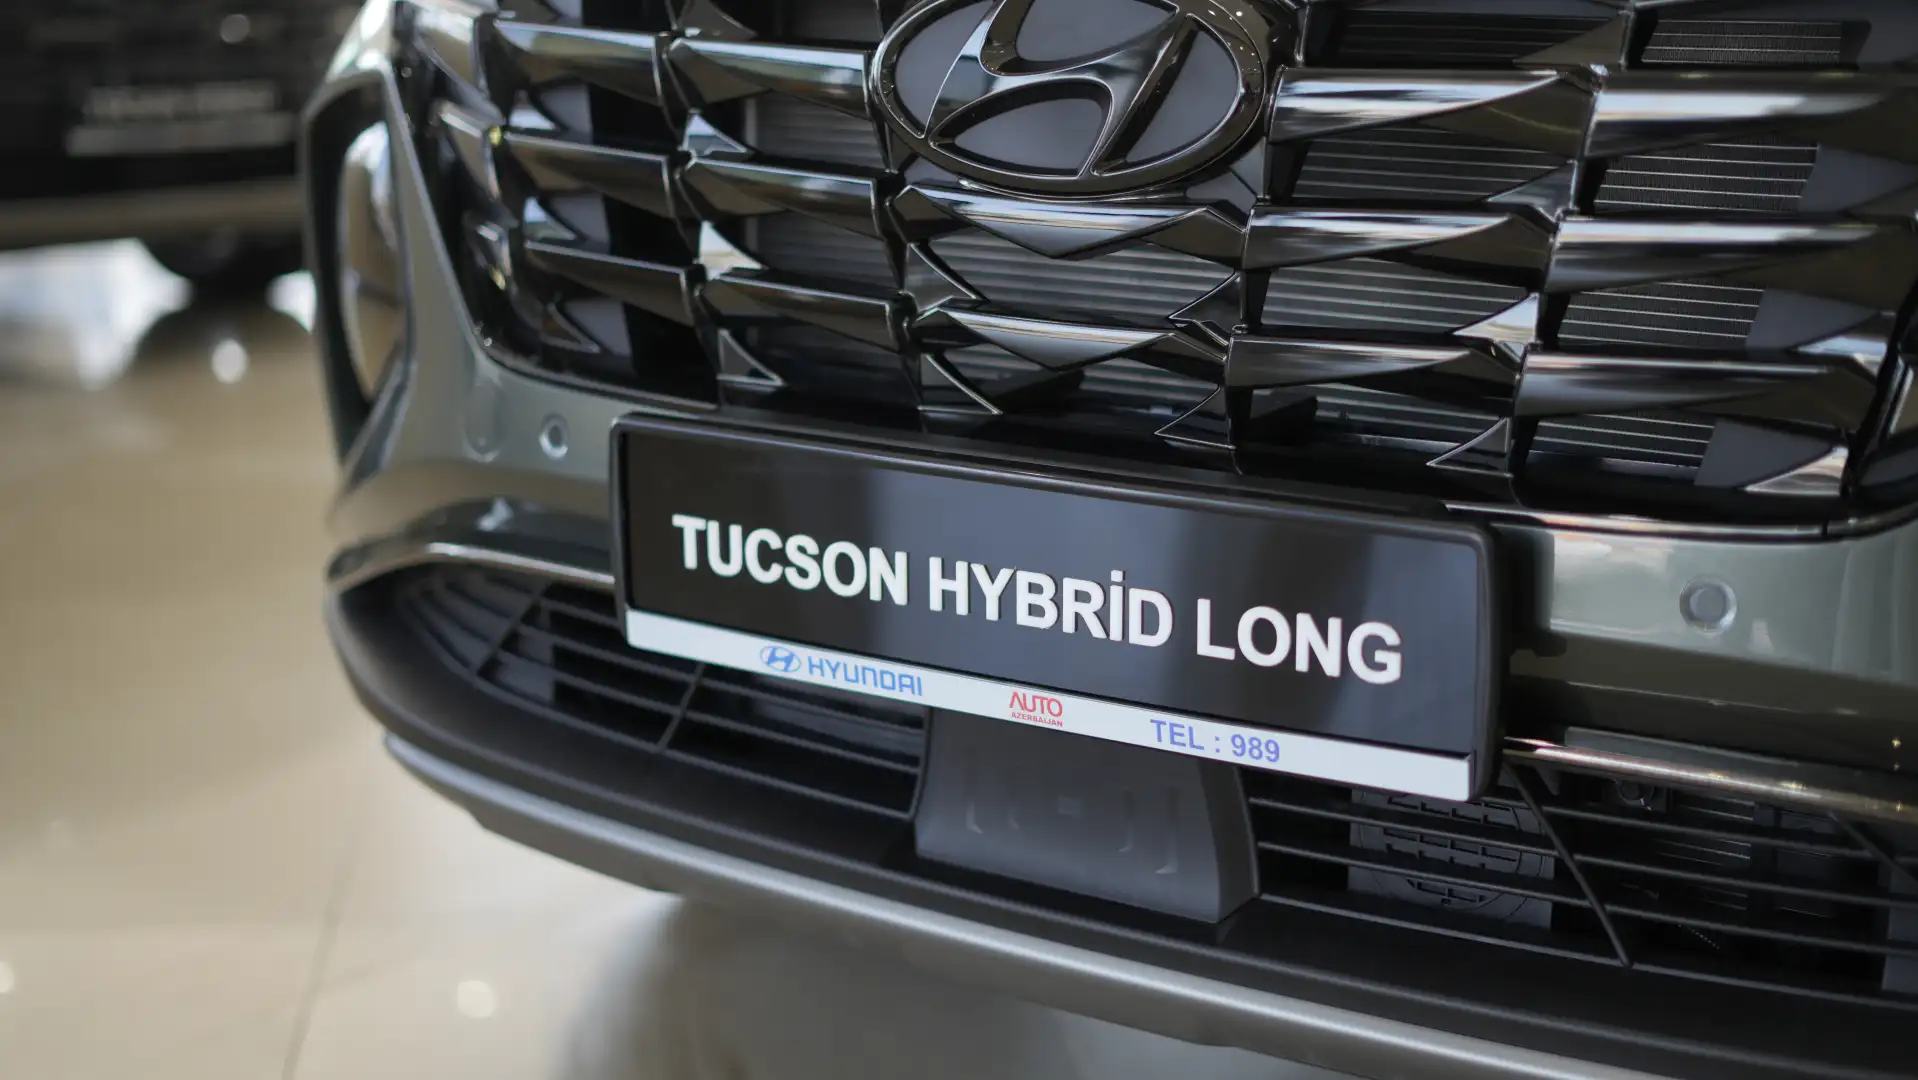 TUCSON HYBRİD LONG
HYUNDAI
AUTO
AZERBAIJAN
TEL : 989